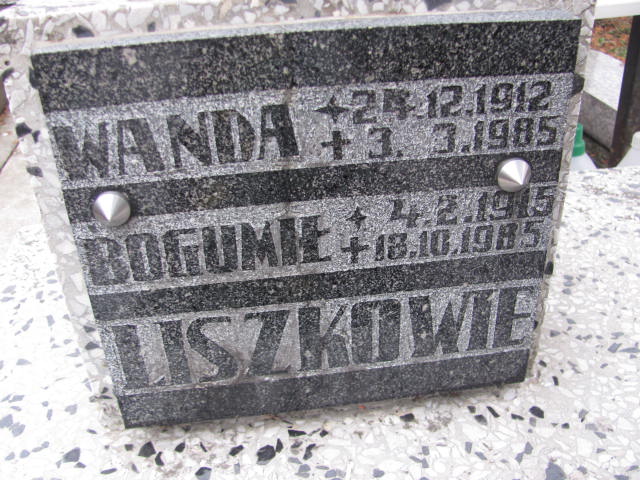 WANDA ✦24.12.1912
+3. 3.1985
BOGUMIŁ ✦ 4.2.1915
+18.10.1985
LISZKOWIE